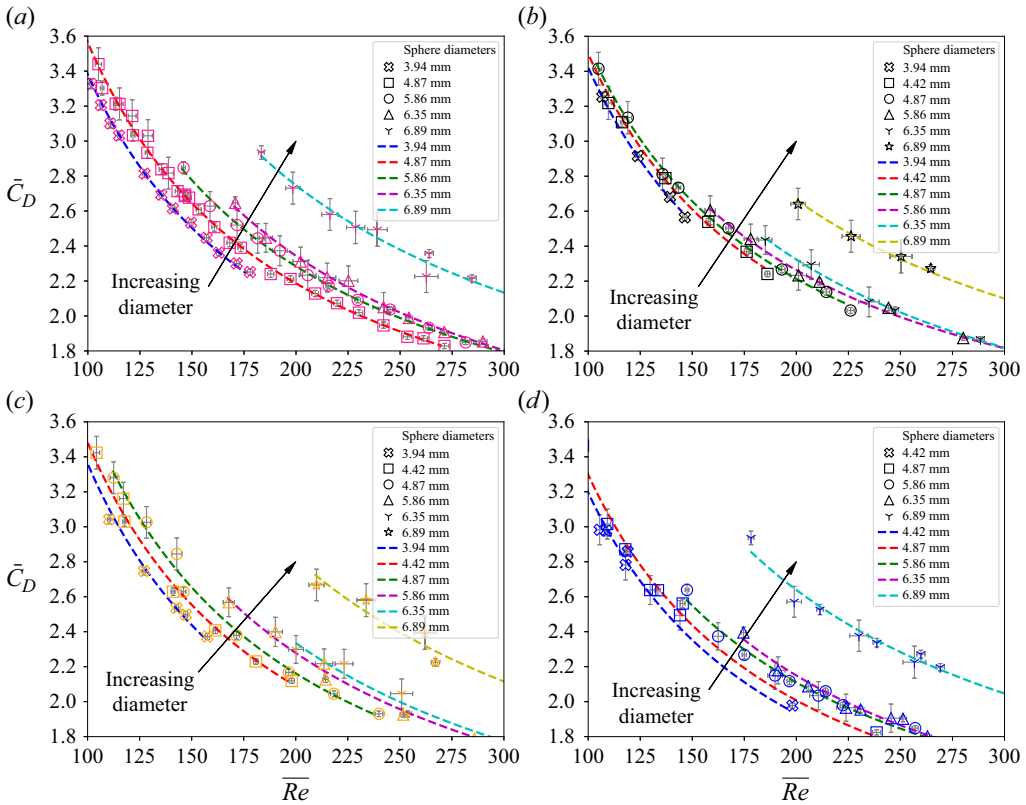 (a)
3.6
3.4
3.2
3.0
2.8
2.6
2.4
2.2
2.0
1.8
C̄_D
100 125 150 175 200 225 250 275 300
Increasing
diameter
Sphere diameters
3.94 mm
4.87 mm
5.86 mm
6.35 mm
6.89 mm
3.94 mm
4.87 mm
5.86 mm
6.35 mm
6.89 mm
(b)
3.6
3.4
3.2
3.0
2.8
2.6
2.4
2.2
2.0
1.8
100 125 150 175 200 225 250 275 300
Increasing
diameter
Sphere diameters
3.94 mm
4.42 mm
4.87 mm
5.86 mm
6.35 mm
6.89 mm
3.94 mm
4.42 mm
4.87 mm
5.86 mm
6.35 mm
6.89 mm
(c)
3.6
3.4
3.2
3.0
2.8
2.6
2.4
2.2
2.0
1.8
C̄_D
100 125 150 175 200 225 250 275 300
R̅e̅
Increasing
diameter
Sphere diameters
3.94 mm
4.42 mm
4.87 mm
5.86 mm
6.35 mm
6.89 mm
3.94 mm
4.42 mm
4.87 mm
5.86 mm
6.35 mm
6.89 mm
(d)
3.6
3.4
3.2
3.0
2.8
2.6
2.4
2.2
2.0
1.8
100 125 150 175 200 225 250 275 300
R̅e̅
Increasing
diameter
Sphere diameters
4.42 mm
4.87 mm
5.86 mm
6.35 mm
6.89 mm
4.42 mm
4.87 mm
5.86 mm
6.35 mm
6.89 mm